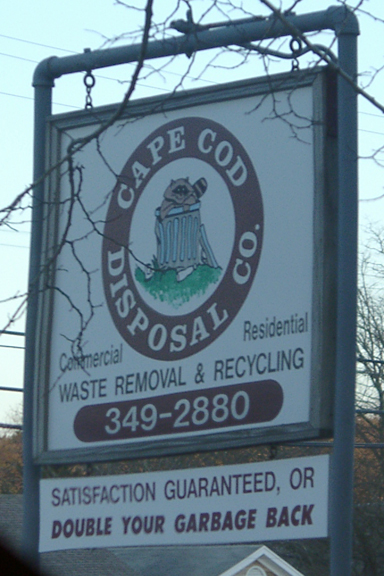 CAPE COD
DISPOSAL CO.
Commercial Residential
WASTE REMOVAL & RECYCLING
349-2880
SATISFACTION GUARANTEED, OR
DOUBLE YOUR GARBAGE BACK